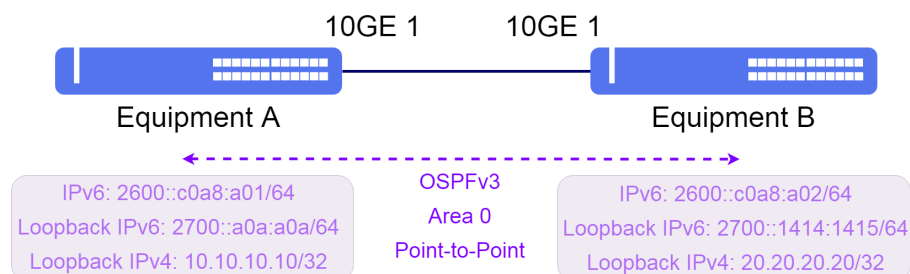 10GE 1
10GE 1
Equipment A
Equipment B
IPv6: 2600::c0a8:a01/64
Loopback IPv6: 2700::a0a:a0a/64
Loopback IPv4: 10.10.10.10/32
OSPFv3
Area 0
Point-to-Point
IPv6: 2600::c0a8:a02/64
Loopback IPv6: 2700::1414:1415/64
Loopback IPv4: 20.20.20.20/32